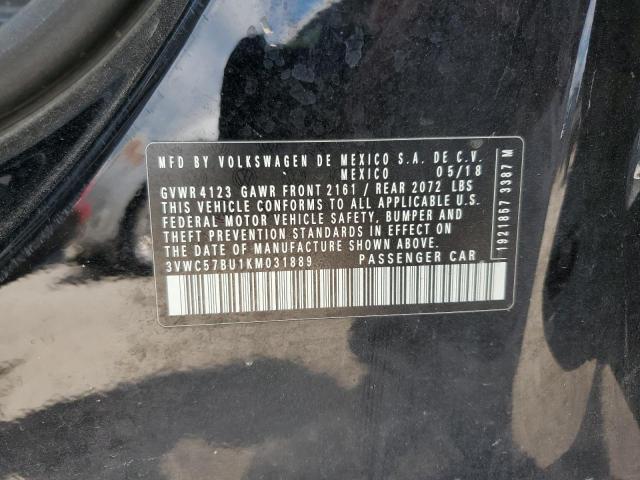 MFD BY VOLKSWAGEN DE MEXICO S.A. DE C.V.
MEXICO 05/18
GVWR 4123 GAWR FRONT 2161 / REAR 2072 LBS
THIS VEHICLE CONFORMS TO ALL APPLICABLE U.S.
FEDERAL MOTOR VEHICLE SAFETY, BUMPER AND
THEFT PREVENTION STANDARDS IN EFFECT ON
THE DATE OF MANUFACTURE SHOWN ABOVE.
3VWC57BU1KM031889 PASSENGER CAR
1921857 3387 M